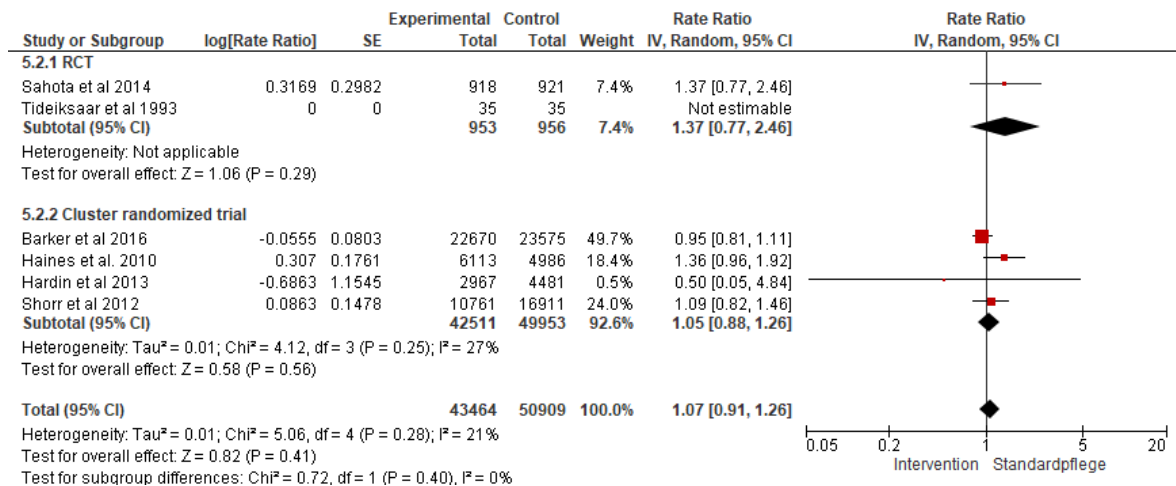 Experimental Control Rate Ratio Rate Ratio
Study or Subgroup log[Rate Ratio] SE Total Total Weight IV, Random, 95% CI IV, Random, 95% CI
5.2.1 RCT
Sahota et al 2014 0.3169 0.2982 918 921 7.4% 1.37 [0.77, 2.46]
Tideiksaar et al 1993 0 0 35 35 Not estimable
Subtotal (95% CI) 953 956 7.4% 1.37 [0.77, 2.46]
Heterogeneity: Not applicable
Test for overall effect: Z = 1.06 (P = 0.29)
5.2.2 Cluster randomized trial
Barker et al 2016 -0.0555 0.0803 22670 23575 49.7% 0.95 [0.81, 1.11]
Haines et al. 2010 0.307 0.1761 6113 4986 18.4% 1.36 [0.96, 1.92]
Hardin et al 2013 -0.6863 1.1545 2967 4481 0.5% 0.50 [0.05, 4.84]
Shorr et al 2012 0.0863 0.1478 10761 16911 24.0% 1.09 [0.82, 1.46]
Subtotal (95% CI) 42511 49953 92.6% 1.05 [0.88, 1.26]
Heterogeneity: Tau² = 0.01; Chi² = 4.12, df = 3 (P = 0.25); I² = 27%
Test for overall effect: Z = 0.58 (P = 0.56)
Total (95% CI) 43464 50909 100.0% 1.07 [0.91, 1.26]
Heterogeneity: Tau² = 0.01; Chi² = 5.06, df = 4 (P = 0.28); I² = 21%
Test for overall effect: Z = 0.82 (P = 0.41)
Test for subgroup differences: Chi² = 0.72, df = 1 (P = 0.40), I² = 0%
0.05 0.2 1 5 20
Intervention Standardpflege